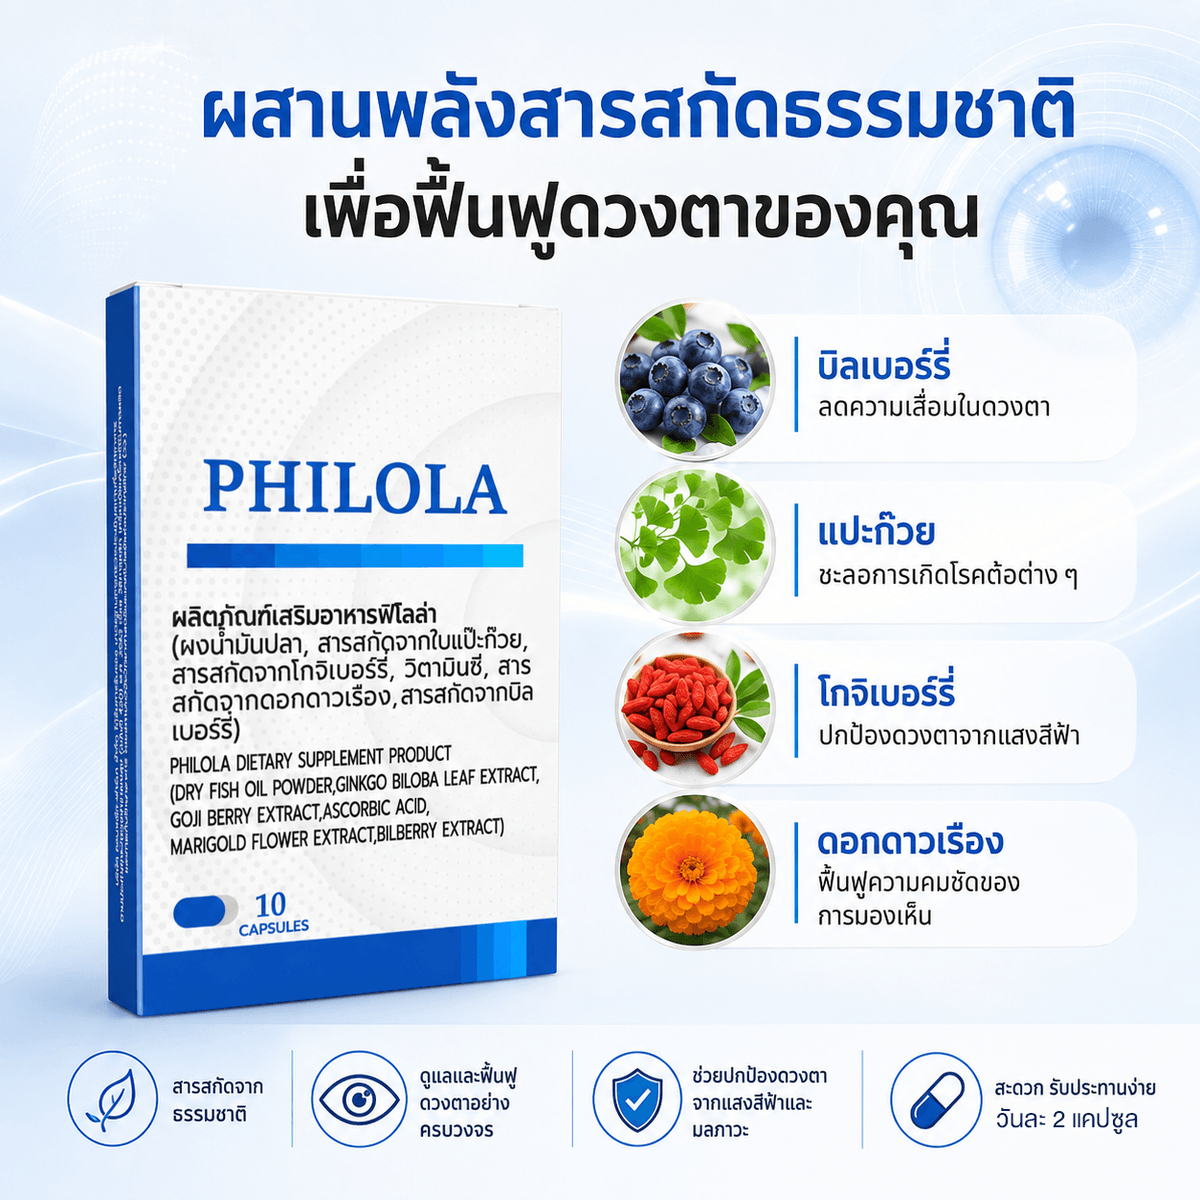 ผสานพลังสารสกัดธรรมชาติ
เพื่อฟื้นฟูดวงตาของคุณ
PHILOLA
ผลิตภัณฑ์เสริมอาหารฟิโลล่า
(ผงน้ำมันปลา, สารสกัดจากใบแป๊ะก๊วย,
สารสกัดจากโกจิเบอร์รี่, วิตามินซี, สาร
สกัดจากดอกดาวเรือง,สารสกัดจากบิล
เบอร์รี่)
PHILOLA DIETARY SUPPLEMENT PRODUCT
(DRY FISH OIL POWDER,GINKGO BILOBA LEAF EXTRACT,
GOJI BERRY EXTRACT,ASCORBIC ACID,
MARIGOLD FLOWER EXTRACT,BILBERRY EXTRACT)
10
CAPSULES
บิลเบอร์รี่
ลดความเสื่อมในดวงตา
แปะก๊วย
ชะลอการเกิดโรคต้อต่าง ๆ
โกจิเบอร์รี่
ปกป้องดวงตาจากแสงสีฟ้า
ดอกดาวเรือง
ฟื้นฟูความคมชัดของ
การมองเห็น
สารสกัดจาก
ธรรมชาติ
ดูแลและฟื้นฟู
ดวงตาอย่าง
ครบวงจร
ช่วยปกป้องดวงตา
จากแสงสีฟ้าและ
มลภาวะ
สะดวก รับประทานง่าย
วันละ 2 แคปซูล